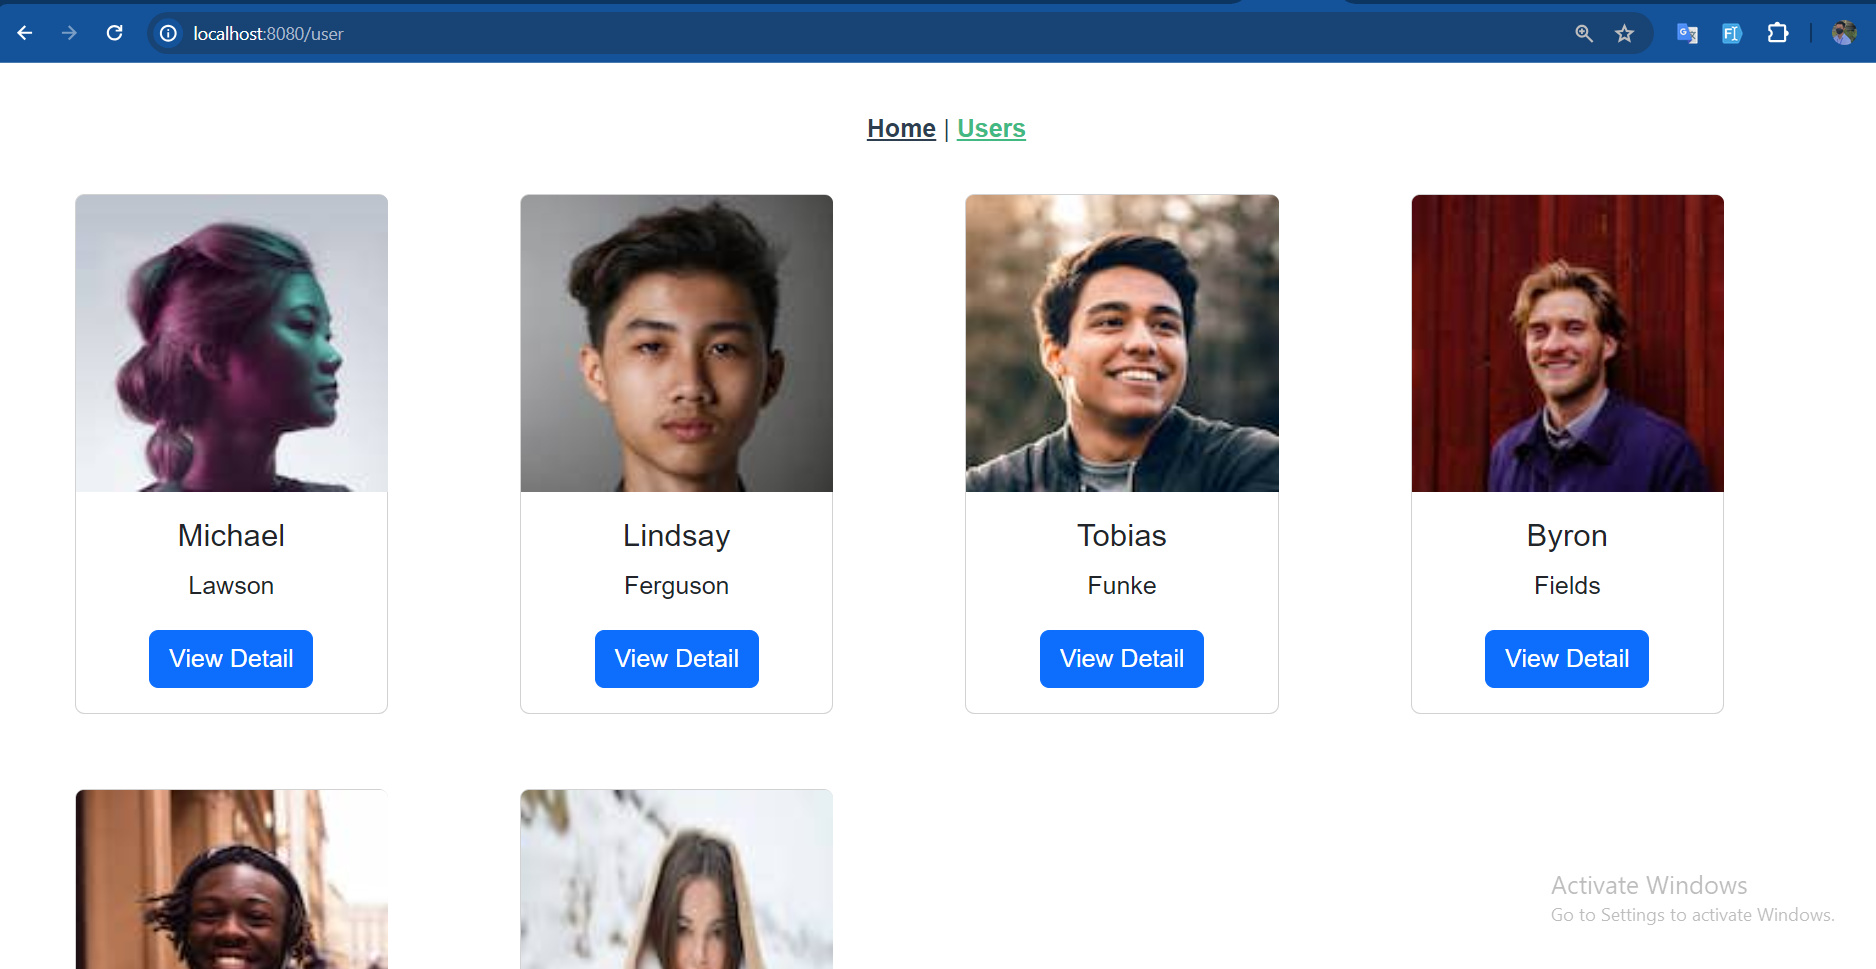 localhost:8080/user
Home | Users
Michael
Lawson
View Detail
Lindsay
Ferguson
View Detail
Tobias
Funke
View Detail
Byron
Fields
View Detail
Activate Windows
Go to Settings to activate Windows.